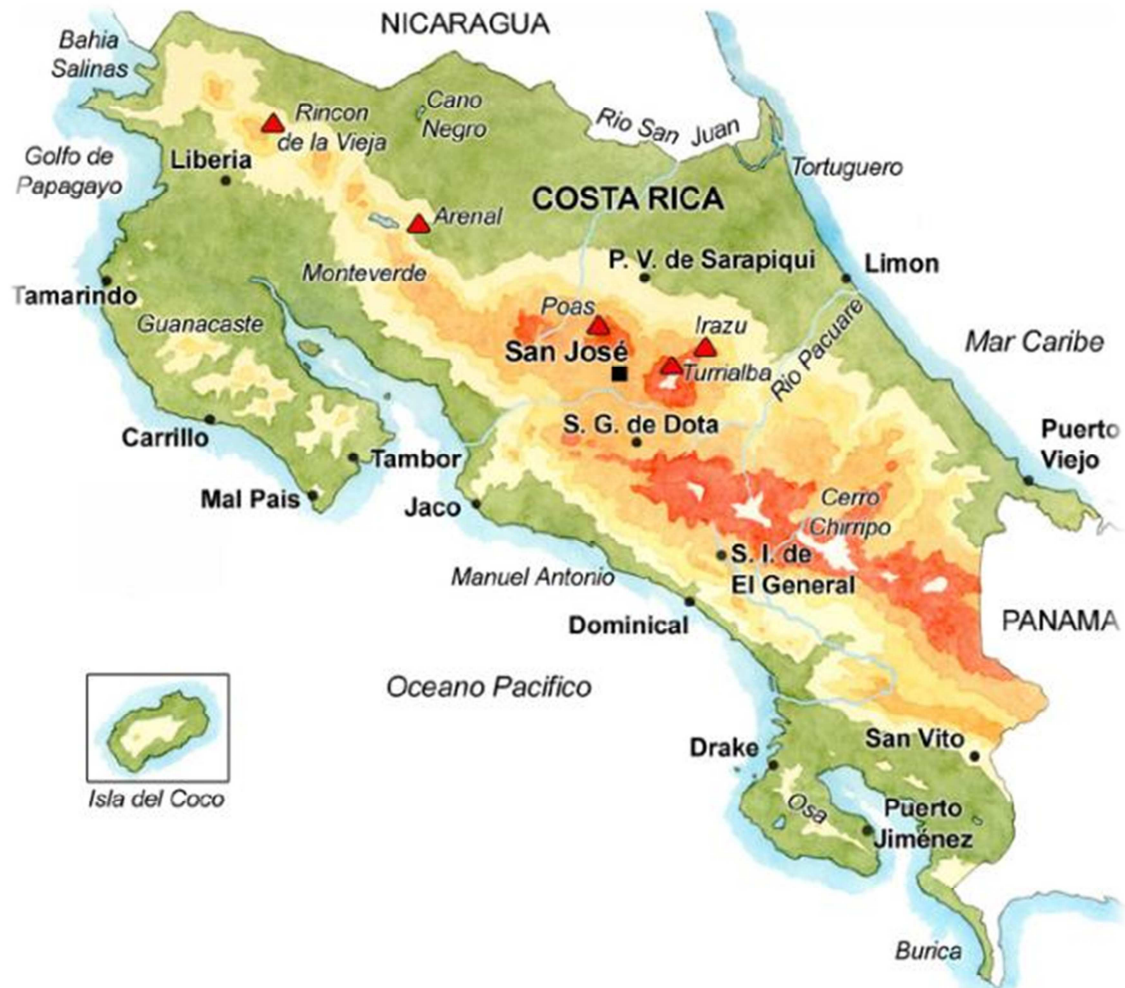 NICARAGUA
Bahia
Salinas
Rincon
de la Vieja
Cano
Negro
Rio San Juan
Golfo de
Papagayo
Liberia
Tortuguero
COSTA RICA
Arenal
Monteverde
P. V. de Sarapiqui
Limon
Tamarindo
Guanacaste
Poas
Irazu
San José
Turrialba
Rio Pacuare
Mar Caribe
Carrillo
S. G. de Dota
Tambor
Puerto
Viejo
Mal Pais
Jaco
Cerro
Chirripo
S. I. de
El General
Manuel Antonio
Dominical
PANAMA
Oceano Pacifico
Drake
San Vito
Isla del Coco
Osa
Puerto
Jiménez
Burica